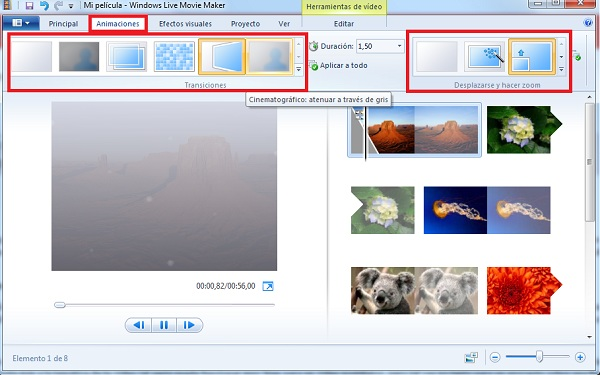 Mi película - Windows Live Movie Maker
Herramientas de vídeo
Principal
Animaciones
Efectos visuales
Proyecto
Ver
Editar
Duración: 1,50
Aplicar a todo
Transiciones
Desplazarse y hacer zoom
Cinematográfico: atenuar a través de gris
00:00,82/00:56,00
Elemento 1 de 8